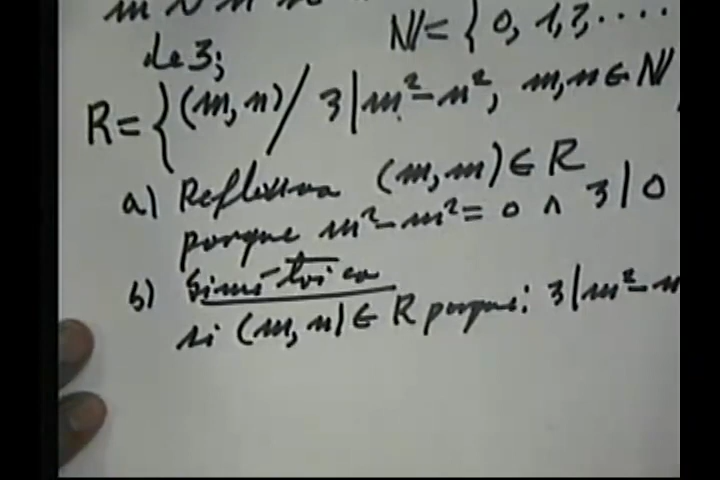 m ~ n
N = { 0, 1, 2, ....
de 3;
R = { (m, n) / 3 | m² - n², m, n ∈ N
a) Reflexiva (m, m) ∈ R
porque m² - m² = 0 ∧ 3 | 0
b) Simétrica
si (m, n) ∈ R porque: 3 | m² - n